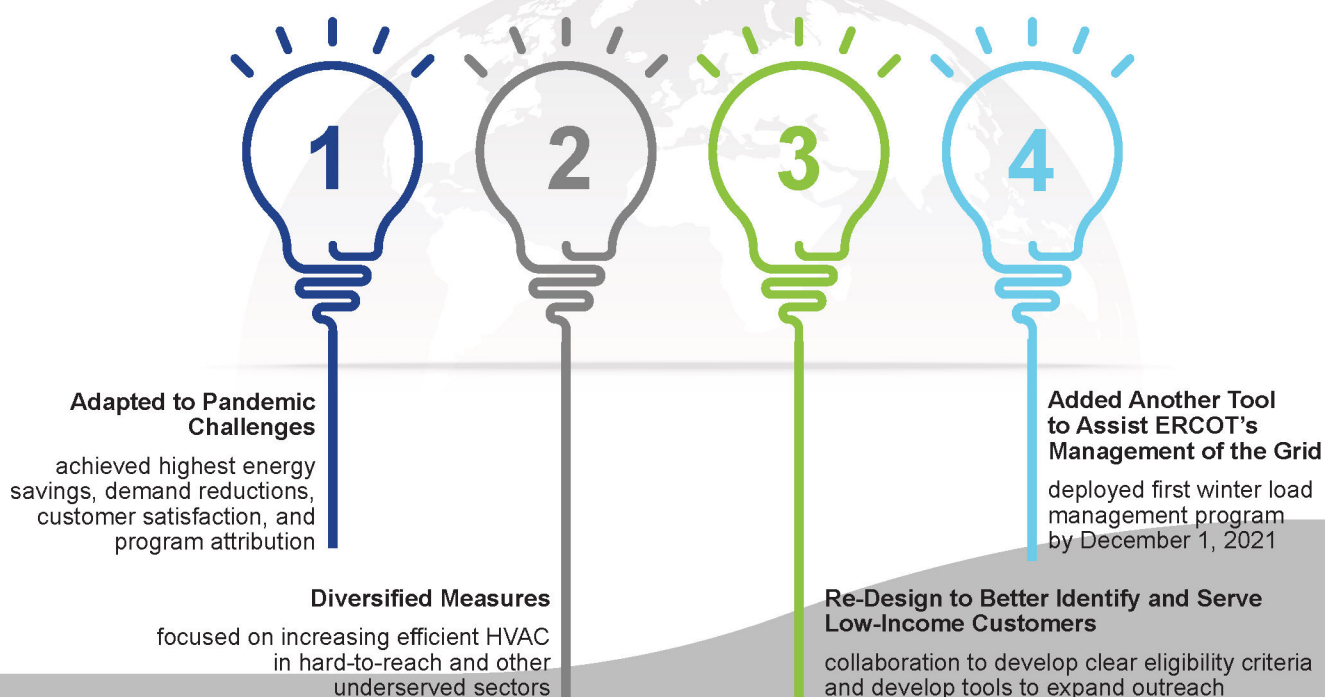 1
2
3
4
Adapted to Pandemic
Challenges
achieved highest energy
savings, demand reductions,
customer satisfaction, and
program attribution
Diversified Measures
focused on increasing efficient HVAC
in hard-to-reach and other
underserved sectors
Re-Design to Better Identify and Serve
Low-Income Customers
collaboration to develop clear eligibility criteria
and develop tools to expand outreach
Added Another Tool
to Assist ERCOT's
Management of the Grid
deployed first winter load
management program
by December 1, 2021